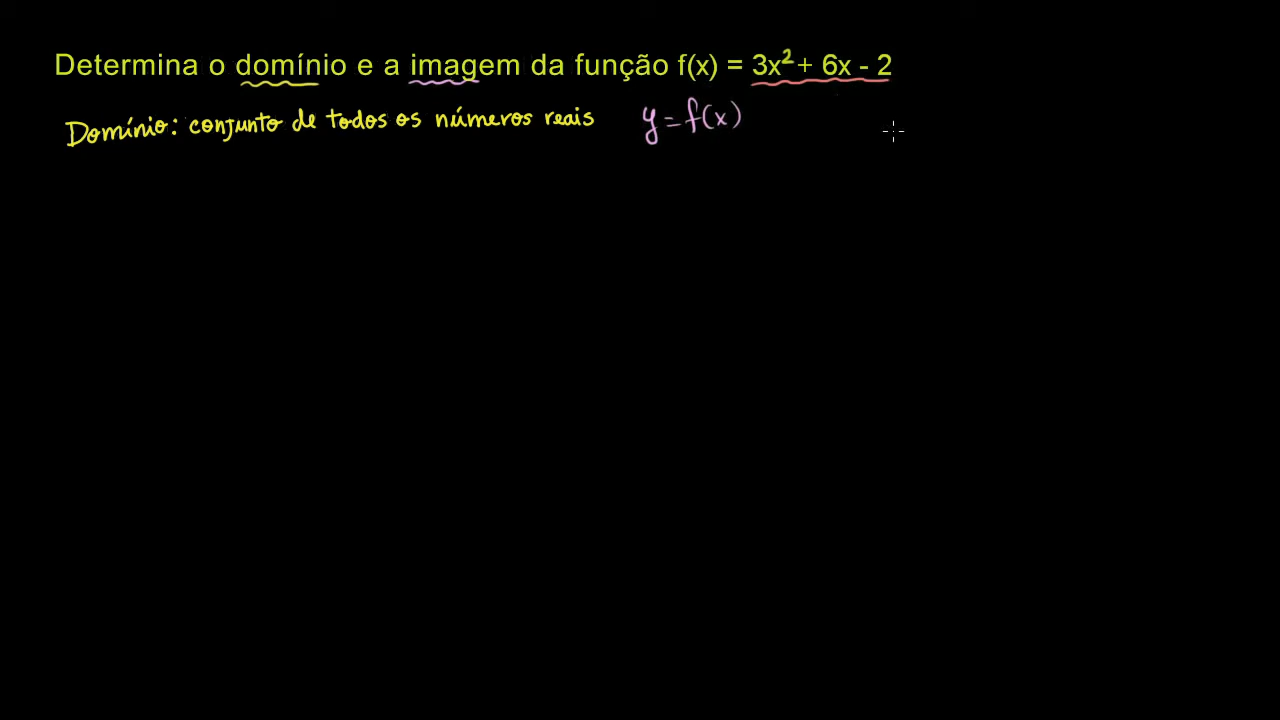 Determina o domínio e a imagem da função f(x) = 3x² + 6x - 2
Domínio: conjunto de todos os números reais y = f(x)